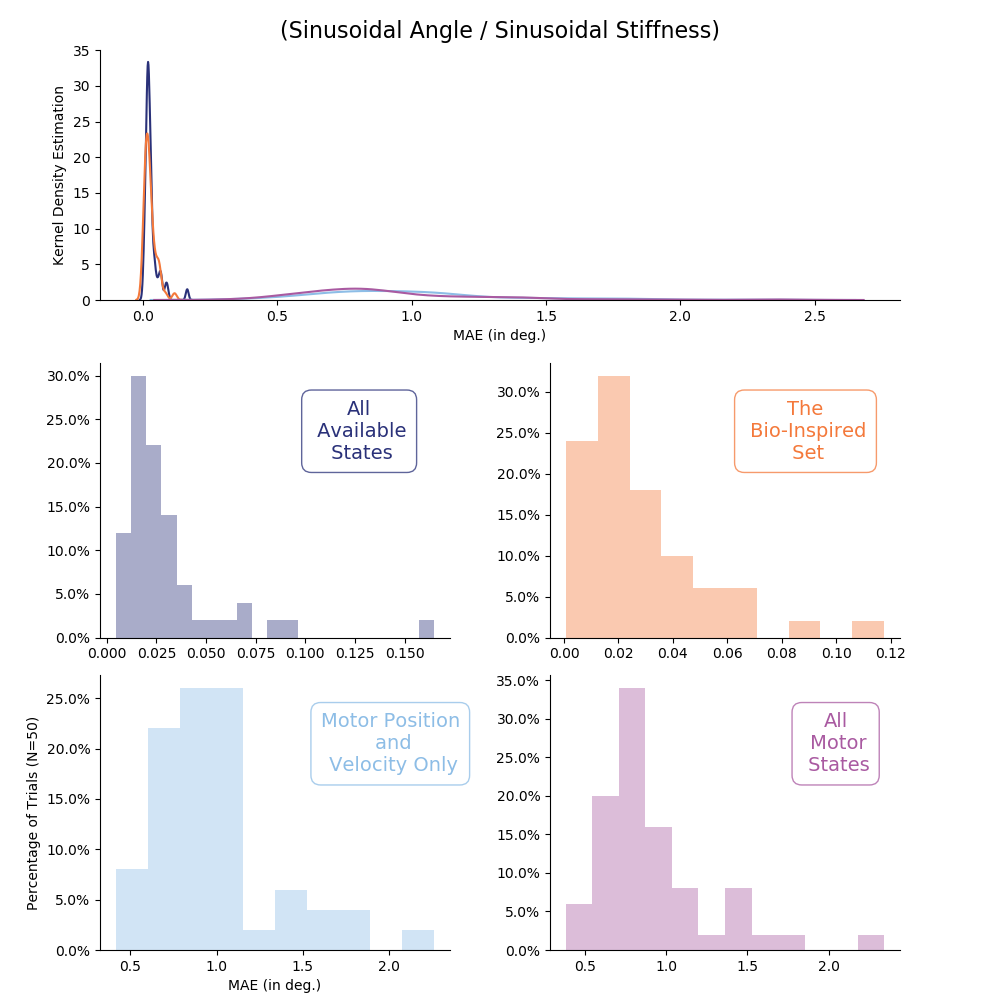 (Sinusoidal Angle / Sinusoidal Stiffness)
35
30
25
20
15
10
5
0
Kernel Density Estimation
0.0 0.5 1.0 1.5 2.0 2.5
MAE (in deg.)
30.0%
25.0%
20.0%
15.0%
10.0%
5.0%
0.0%
All
Available
States
0.000 0.025 0.050 0.075 0.100 0.125 0.150
30.0%
25.0%
20.0%
15.0%
10.0%
5.0%
0.0%
The
Bio-Inspired
Set
0.00 0.02 0.04 0.06 0.08 0.10 0.12
25.0%
20.0%
15.0%
10.0%
5.0%
0.0%
Percentage of Trials (N=50)
Motor Position
and
Velocity Only
0.5 1.0 1.5 2.0
MAE (in deg.)
35.0%
30.0%
25.0%
20.0%
15.0%
10.0%
5.0%
0.0%
All
Motor
States
0.5 1.0 1.5 2.0